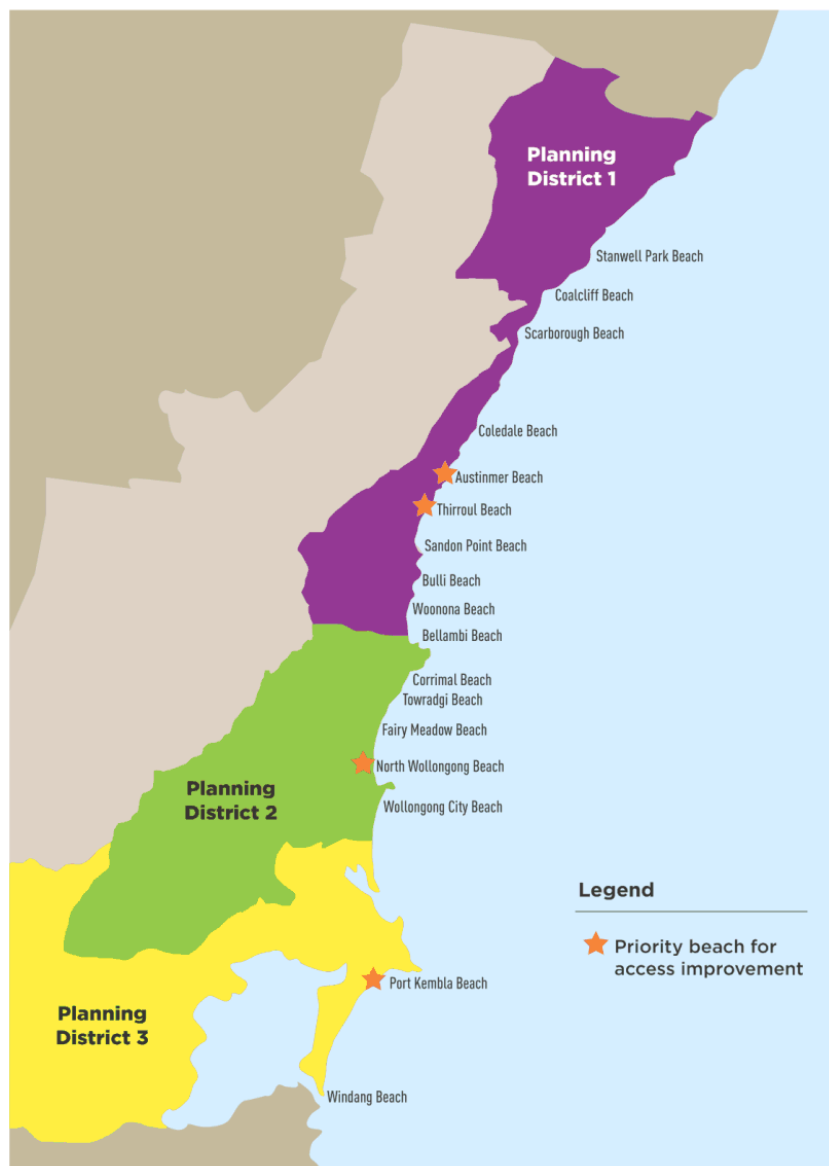 Planning
District 1
Stanwell Park Beach
Coalcliff Beach
Scarborough Beach
Coledale Beach
Austinmer Beach
Thirroul Beach
Sandon Point Beach
Bulli Beach
Woonona Beach
Bellambi Beach
Corrimal Beach
Towradgi Beach
Fairy Meadow Beach
North Wollongong Beach
Planning
District 2
Wollongong City Beach
Legend
Priority beach for
access improvement
Port Kembla Beach
Planning
District 3
Windang Beach